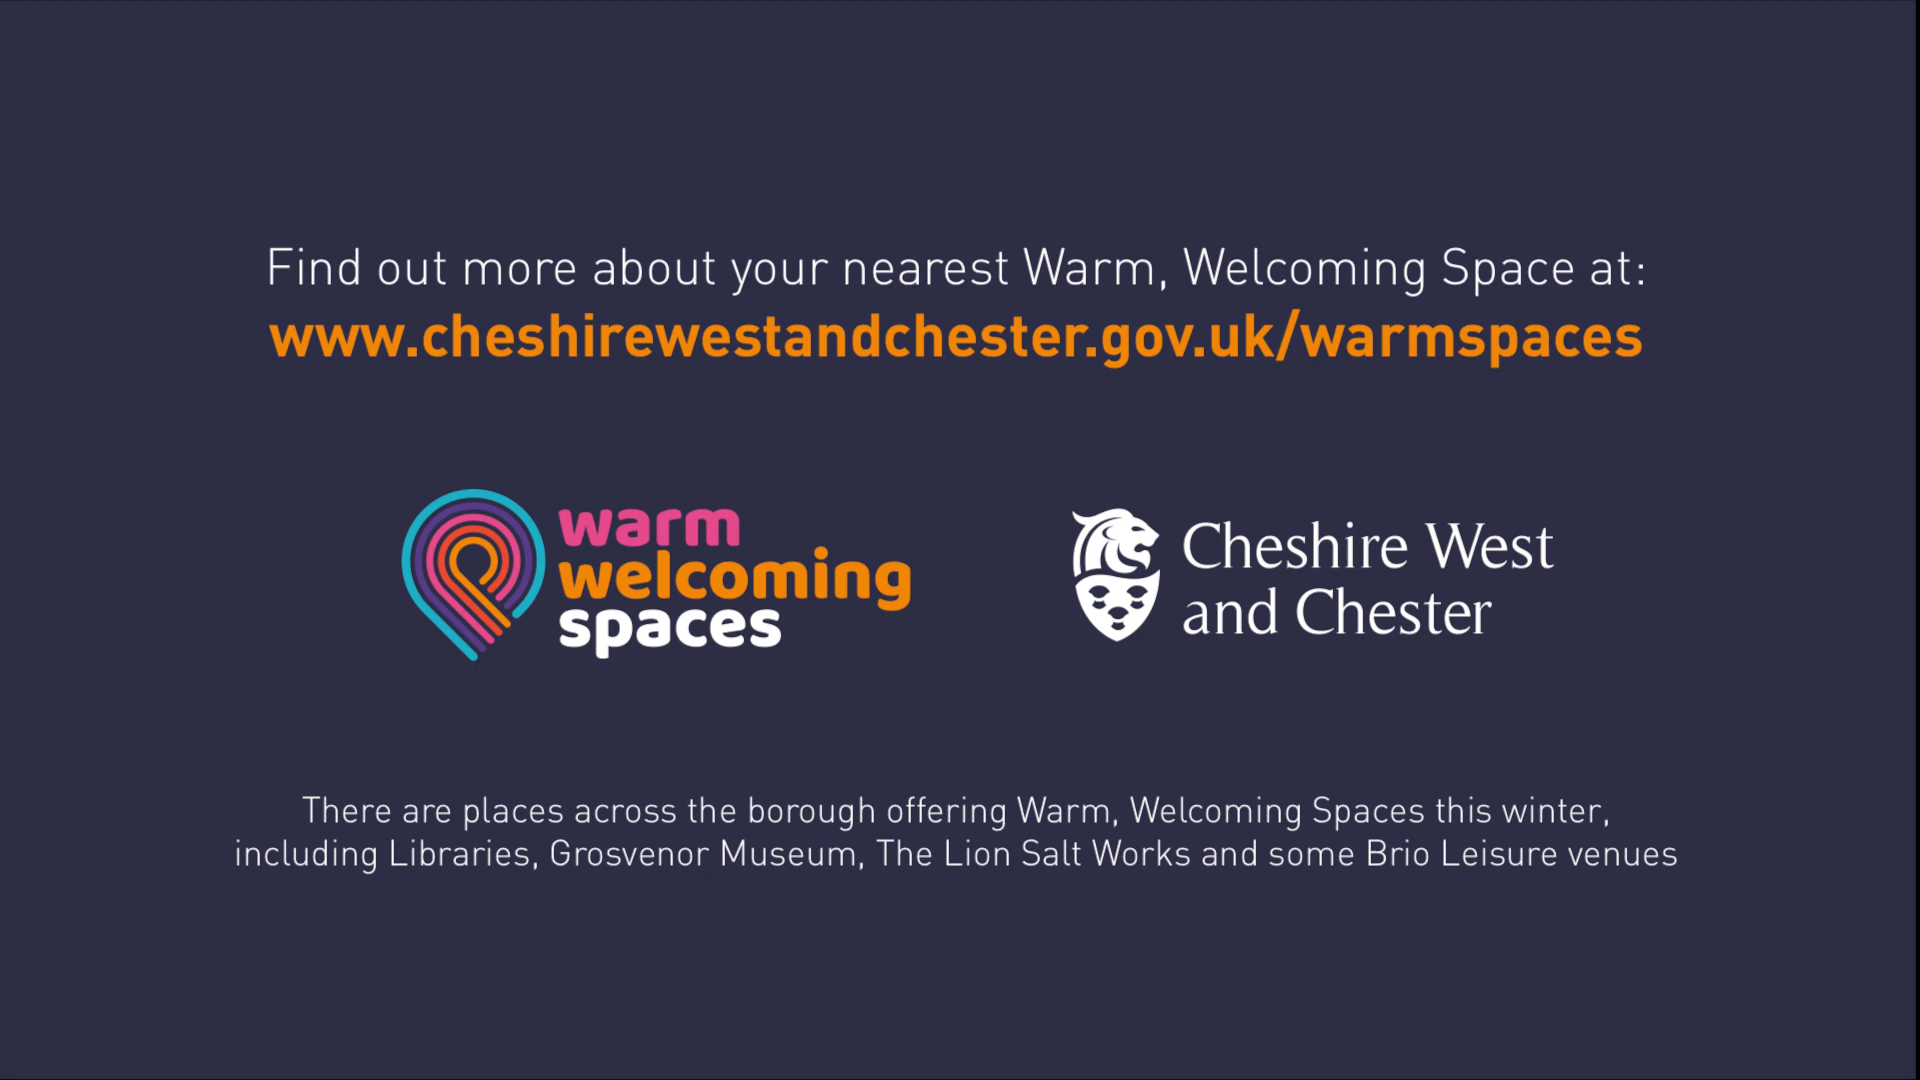 Find out more about your nearest Warm, Welcoming Space at:
www.cheshirewestandchester.gov.uk/warmspaces
warm
welcoming
spaces
Cheshire West
and Chester
There are places across the borough offering Warm, Welcoming Spaces this winter,
including Libraries, Grosvenor Museum, The Lion Salt Works and some Brio Leisure venues